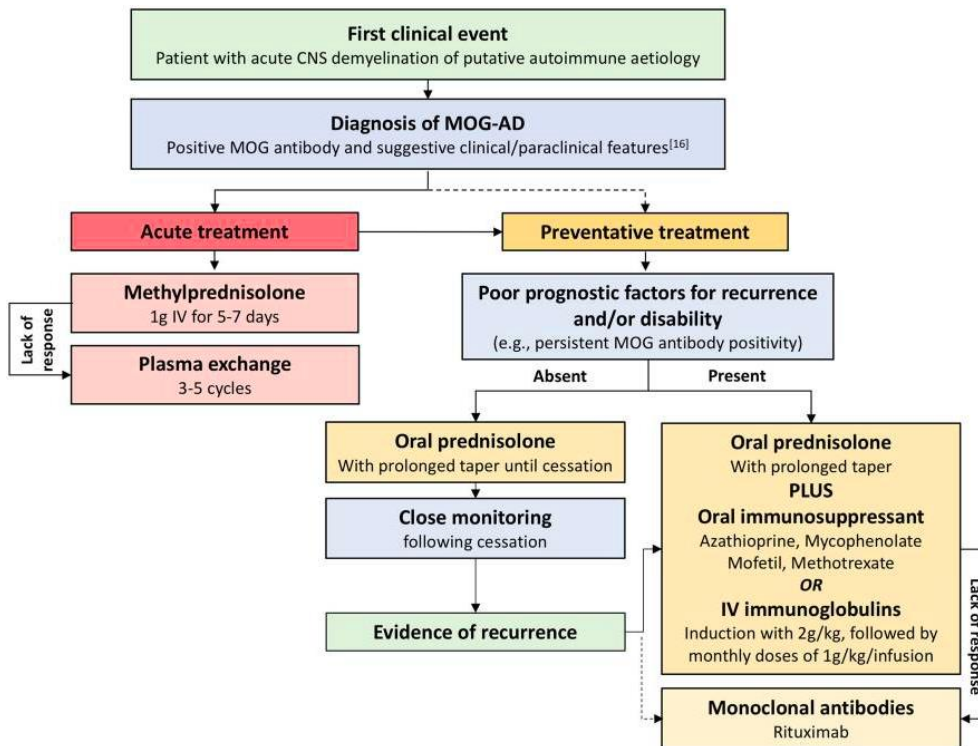 First clinical event
Patient with acute CNS demyelination of putative autoimmune aetiology
Diagnosis of MOG-AD
Positive MOG antibody and suggestive clinical/paraclinical features[16]
Acute treatment
Preventative treatment
Methylprednisolone
1g IV for 5-7 days
Lack of
response
Plasma exchange
3-5 cycles
Poor prognostic factors for recurrence
and/or disability
(e.g., persistent MOG antibody positivity)
Absent
Present
Oral prednisolone
With prolonged taper until cessation
Close monitoring
following cessation
Evidence of recurrence
Oral prednisolone
With prolonged taper
PLUS
Oral immunosuppressant
Azathioprine, Mycophenolate
Mofetil, Methotrexate
OR
IV immunoglobulins
Induction with 2g/kg, followed by
monthly doses of 1g/kg/infusion
Lack of response
Monoclonal antibodies
Rituximab